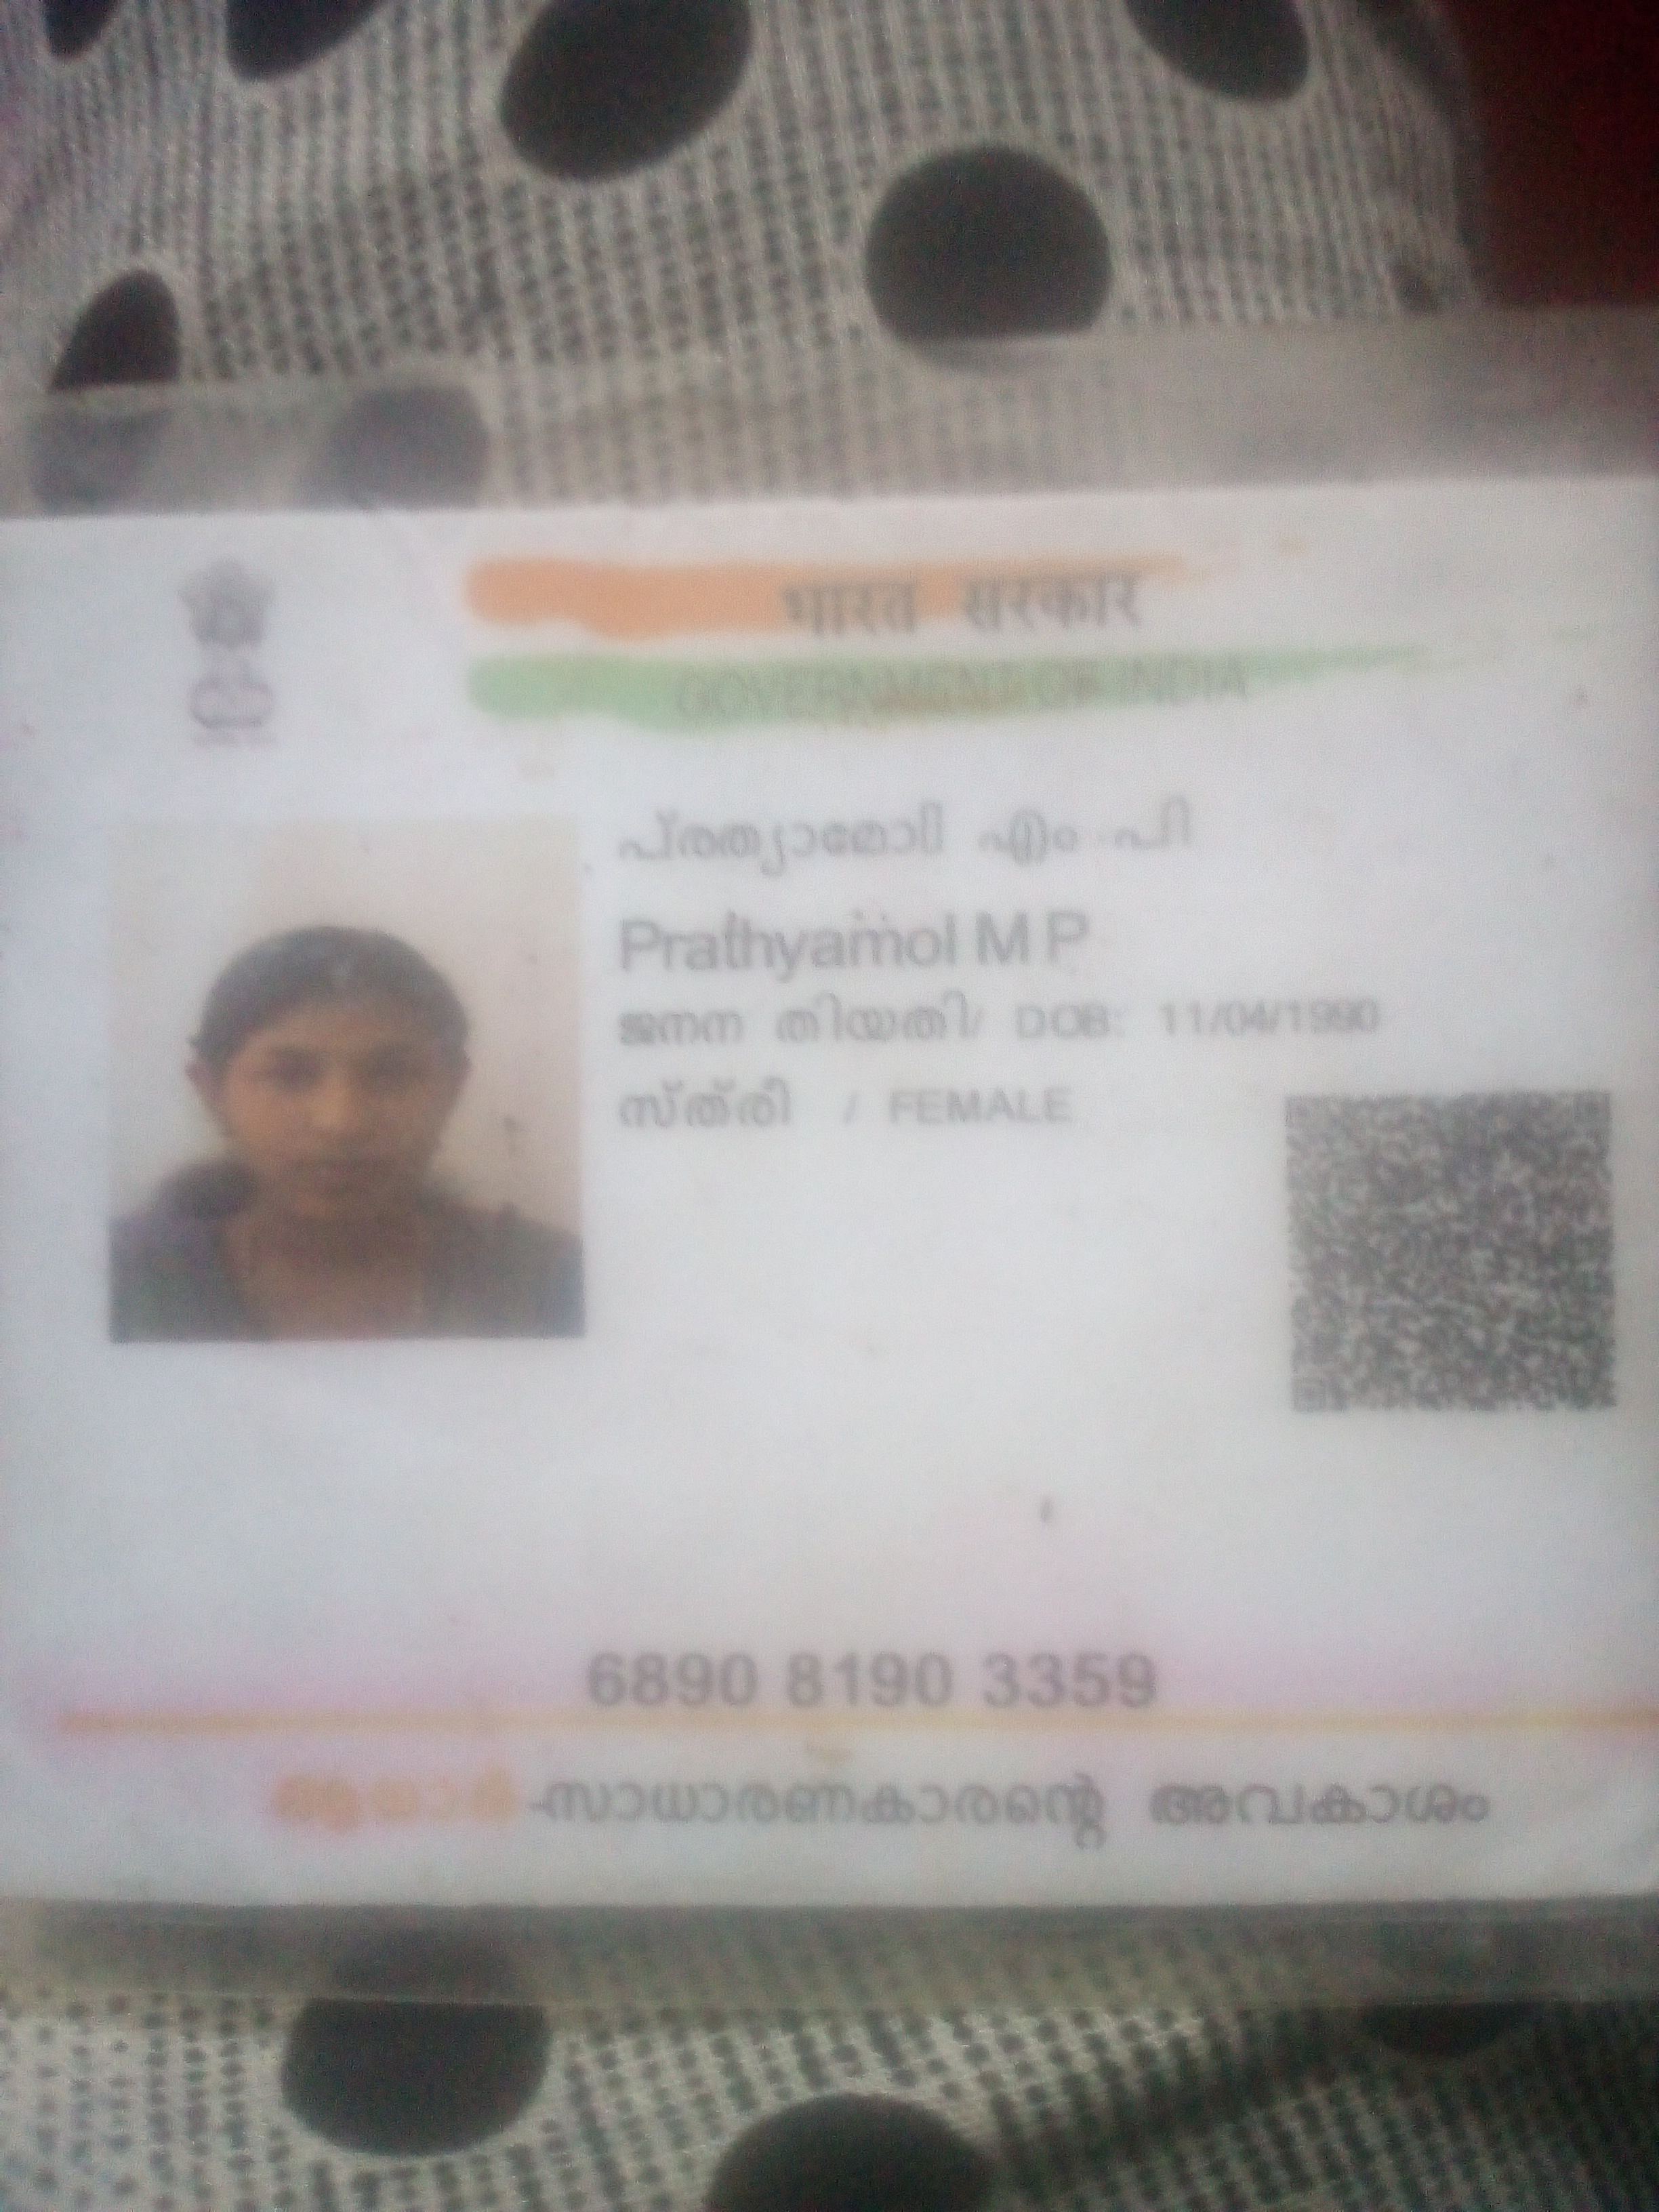 भारत सरकार
GOVERNMENT OF INDIA
പ്രത്യാമോൾ എം പി
Prathyamol M P
ജനന തിയതി/ DOB: 11/04/1990
സ്ത്രീ / FEMALE
6890 8190 3359
ആധാർ-സാധാരണകാരന്റെ അവകാശം